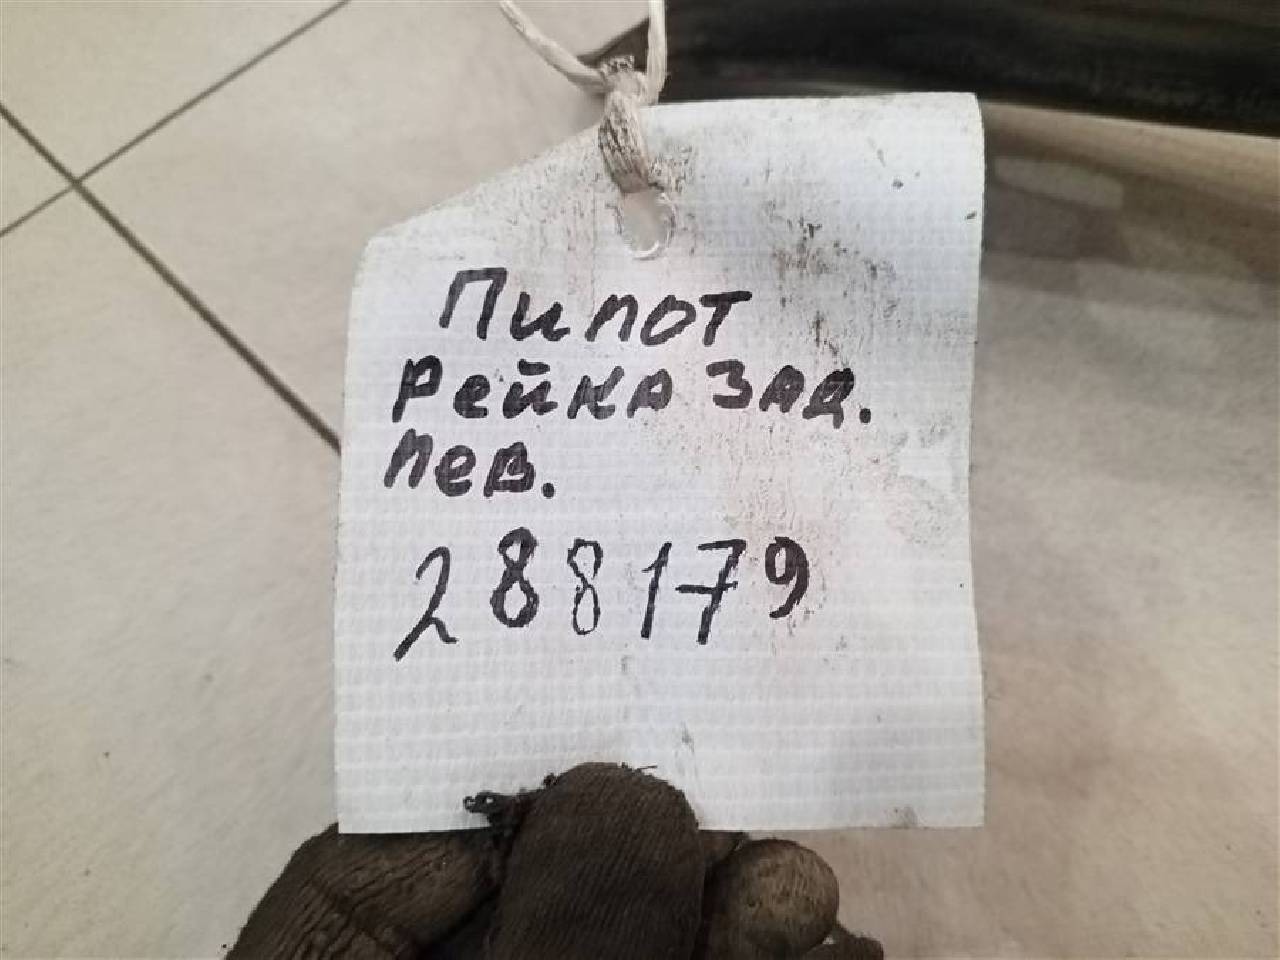 Пилот
Рейка зад.
Лев.
288179